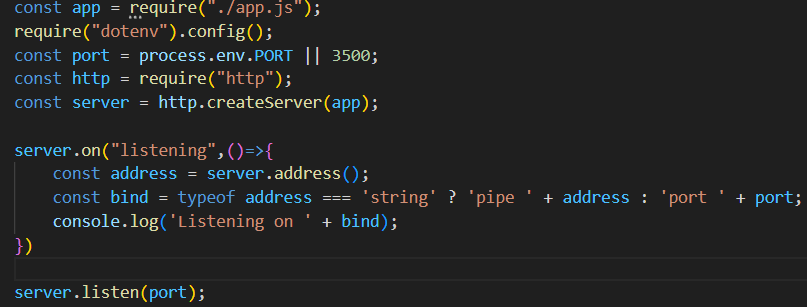 const app = require("./app.js");
require("dotenv").config();
const port = process.env.PORT || 3500;
const http = require("http");
const server = http.createServer(app);
server.on("listening",()=>{
const address = server.address();
const bind = typeof address === 'string' ? 'pipe ' + address : 'port ' + port;
console.log('Listening on ' + bind);
})
server.listen(port);